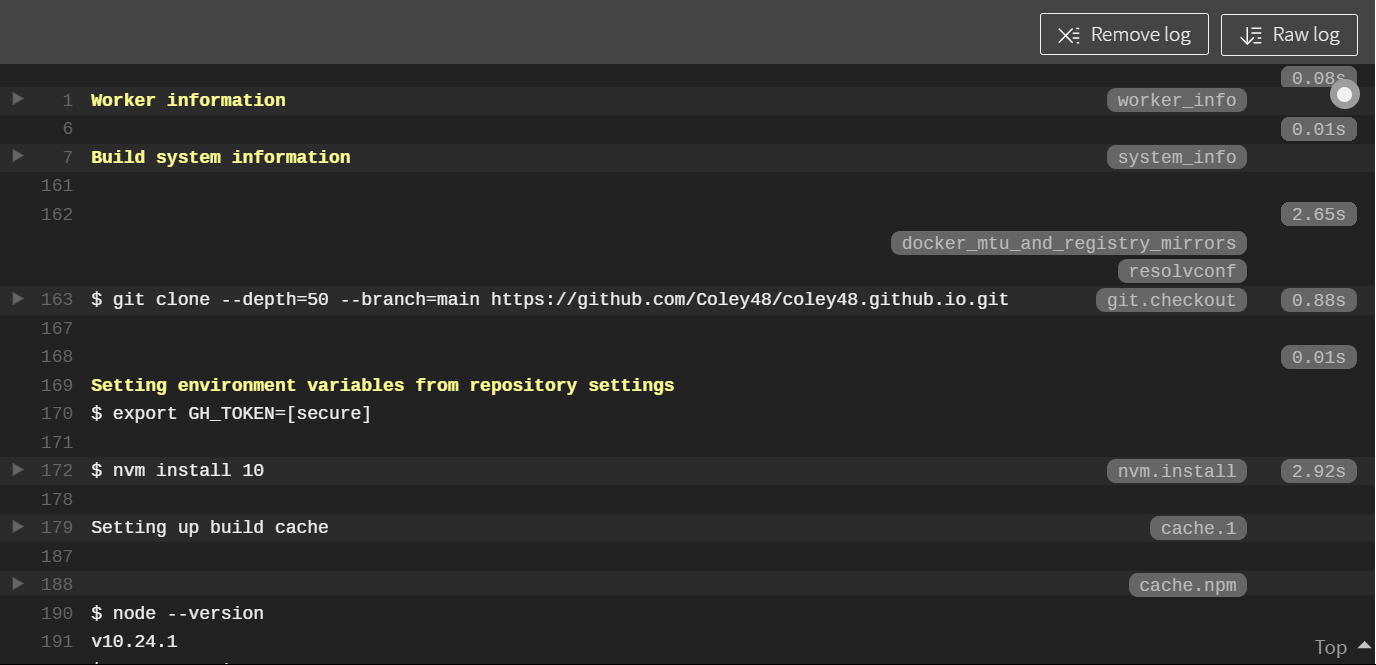 Remove log Raw log
0.08s
1 Worker information worker_info
6 0.01s
7 Build system information system_info
161
162 2.65s
docker_mtu_and_registry_mirrors
resolvconf
163 $ git clone --depth=50 --branch=main https://github.com/Coley48/coley48.github.io.git git.checkout 0.88s
167
168 0.01s
169 Setting environment variables from repository settings
170 $ export GH_TOKEN=[secure]
171
172 $ nvm install 10 nvm.install 2.92s
178
179 Setting up build cache cache.1
187
188 cache.npm
190 $ node --version
191 v10.24.1
Top